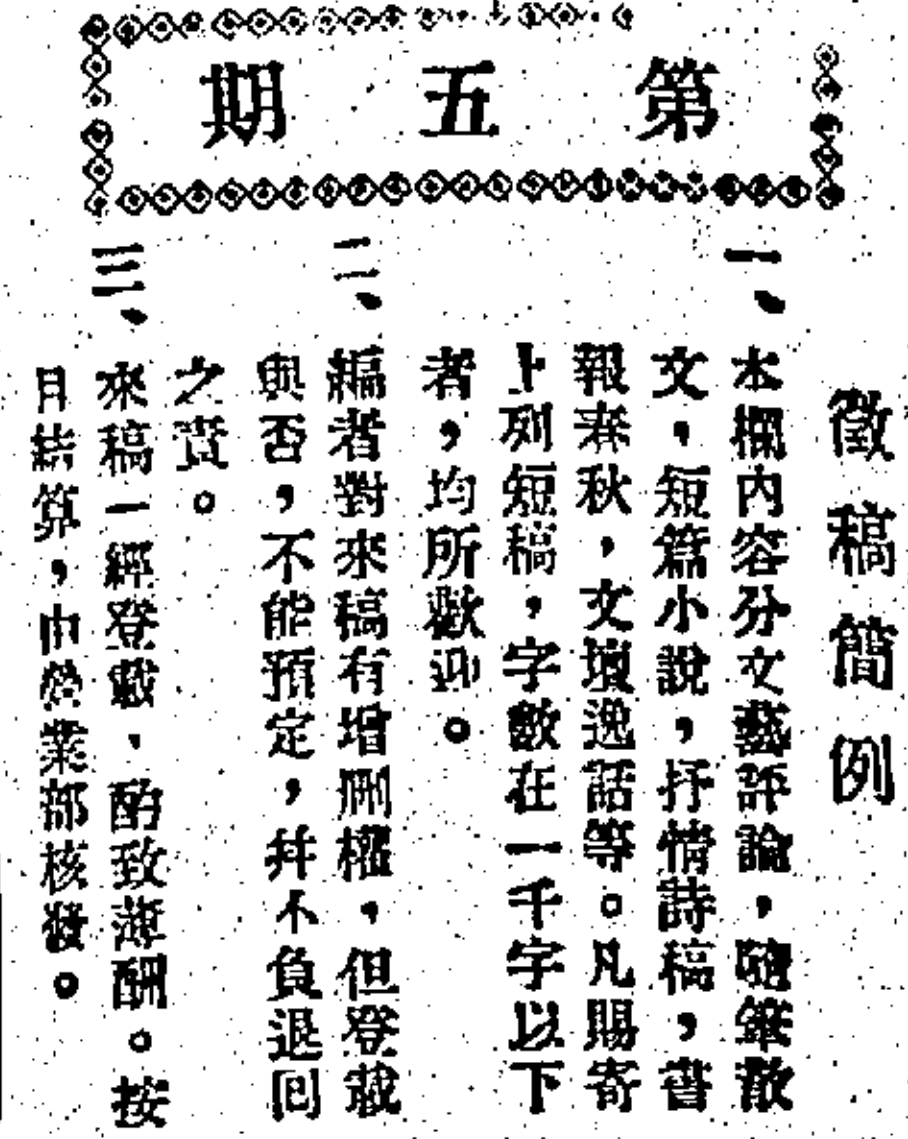 第五期
徵稿簡例
一、本欄內容分文藝評論，隨筆散
文，短篇小說，抒情詩稿，書
報春秋，文壇逸話等。凡賜寄
上列短稿，字數在一千字以下
者，均所歡迎。
二、編者對來稿有增刪權，但登載
與否，不能預定，幷不負退回
之責。
三、來稿一經登載，酌致薄酬。按
月結算，由營業部核發。